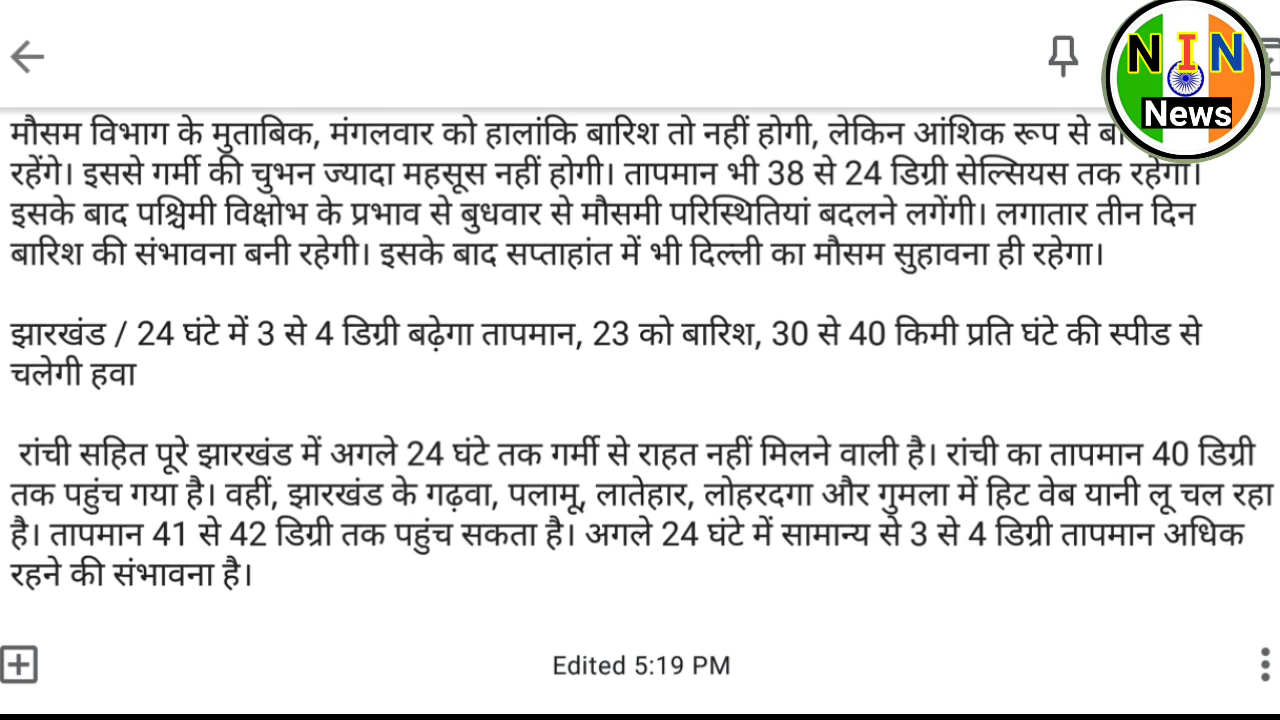 N I N
News
मौसम विभाग के मुताबिक, मंगलवार को हालांकि बारिश तो नहीं होगी, लेकिन आंशिक रूप से
रहेंगे। इससे गर्मी की चुभन ज्यादा महसूस नहीं होगी। तापमान भी 38 से 24 डिग्री सेल्सियस तक रहेगा।
इसके बाद पश्चिमी विक्षोभ के प्रभाव से बुधवार से मौसमी परिस्थितियां बदलने लगेंगी। लगातार तीन दिन
बारिश की संभावना बनी रहेगी। इसके बाद सप्ताहांत में भी दिल्ली का मौसम सुहावना ही रहेगा।
झारखंड / 24 घंटे में 3 से 4 डिग्री बढ़ेगा तापमान, 23 को बारिश, 30 से 40 किमी प्रति घंटे की स्पीड से
चलेगी हवा
रांची सहित पूरे झारखंड में अगले 24 घंटे तक गर्मी से राहत नहीं मिलने वाली है। रांची का तापमान 40 डिग्री
तक पहुंच गया है। वहीं, झारखंड के गढ़वा, पलामू, लातेहार, लोहरदगा और गुमला में हिट वेब यानी लू चल रहा
है। तापमान 41 से 42 डिग्री तक पहुंच सकता है। अगले 24 घंटे में सामान्य से 3 से 4 डिग्री तापमान अधिक
रहने की संभावना है।
Edited 5:19 PM